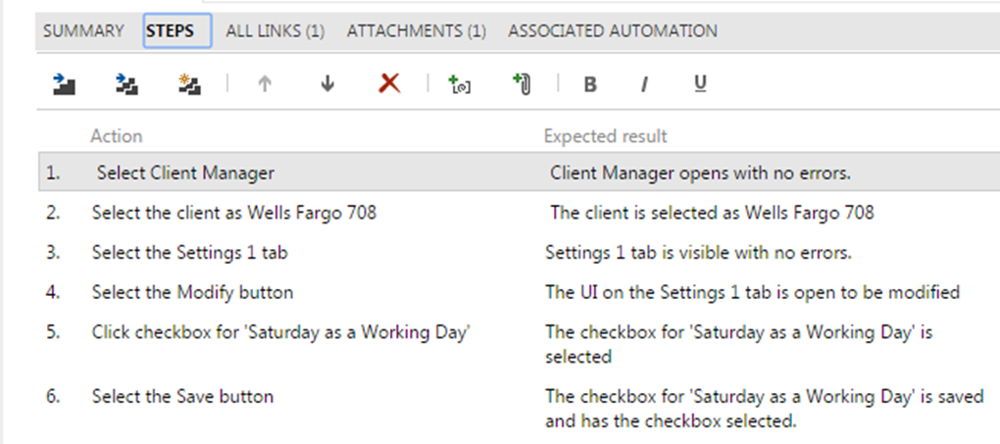 SUMMARY STEPS ALL LINKS (1) ATTACHMENTS (1) ASSOCIATED AUTOMATION
B I U
Action Expected result
1. Select Client Manager Client Manager opens with no errors.
2. Select the client as Wells Fargo 708 The client is selected as Wells Fargo 708
3. Select the Settings 1 tab Settings 1 tab is visible with no errors.
4. Select the Modify button The UI on the Settings 1 tab is open to be modified
5. Click checkbox for 'Saturday as a Working Day' The checkbox for 'Saturday as a Working Day' is
selected
6. Select the Save button The checkbox for 'Saturday as a Working Day' is saved
and has the checkbox selected.